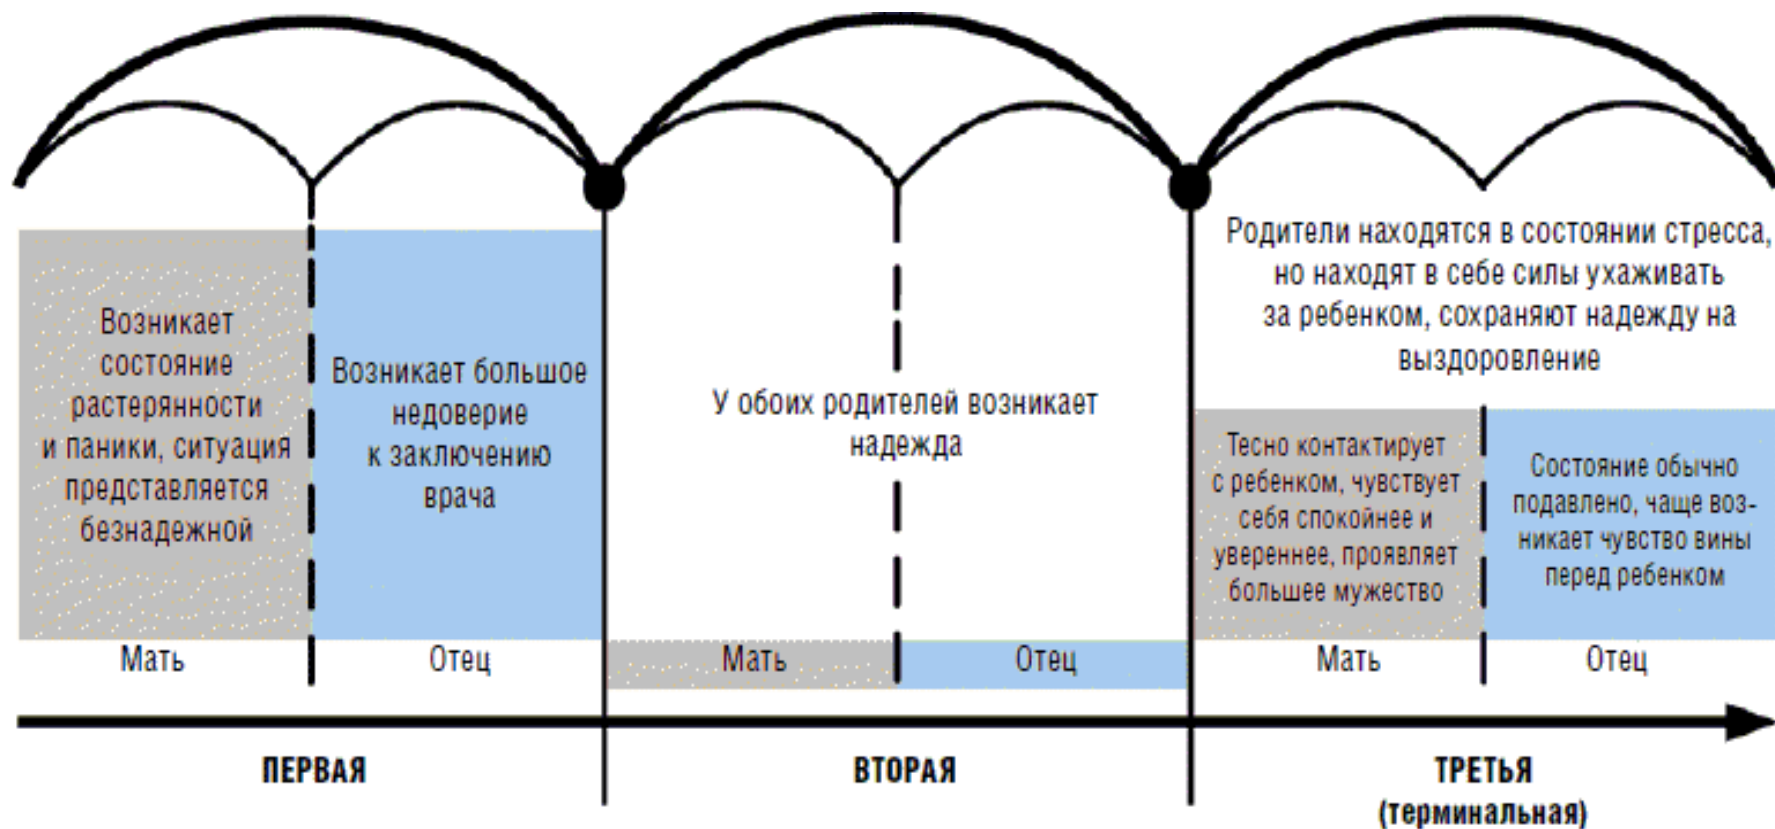 Возникает
состояние
растерянности
и паники, ситуация
представляется
безнадежной
Мать
Возникает большое
недоверие
к заключению
врача
Отец
У обоих родителей возникает
надежда
Мать
Отец
Родители находятся в состоянии стресса,
но находят в себе силы ухаживать
за ребенком, сохраняют надежду на
выздоровление
Тесно контактирует
с ребенком, чувствует
себя спокойнее и
увереннее, проявляет
большее мужество
Мать
Состояние обычно
подавлено, чаще воз-
никает чувство вины
перед ребенком
Отец
ПЕРВАЯ
ВТОРАЯ
ТРЕТЬЯ
(терминальная)